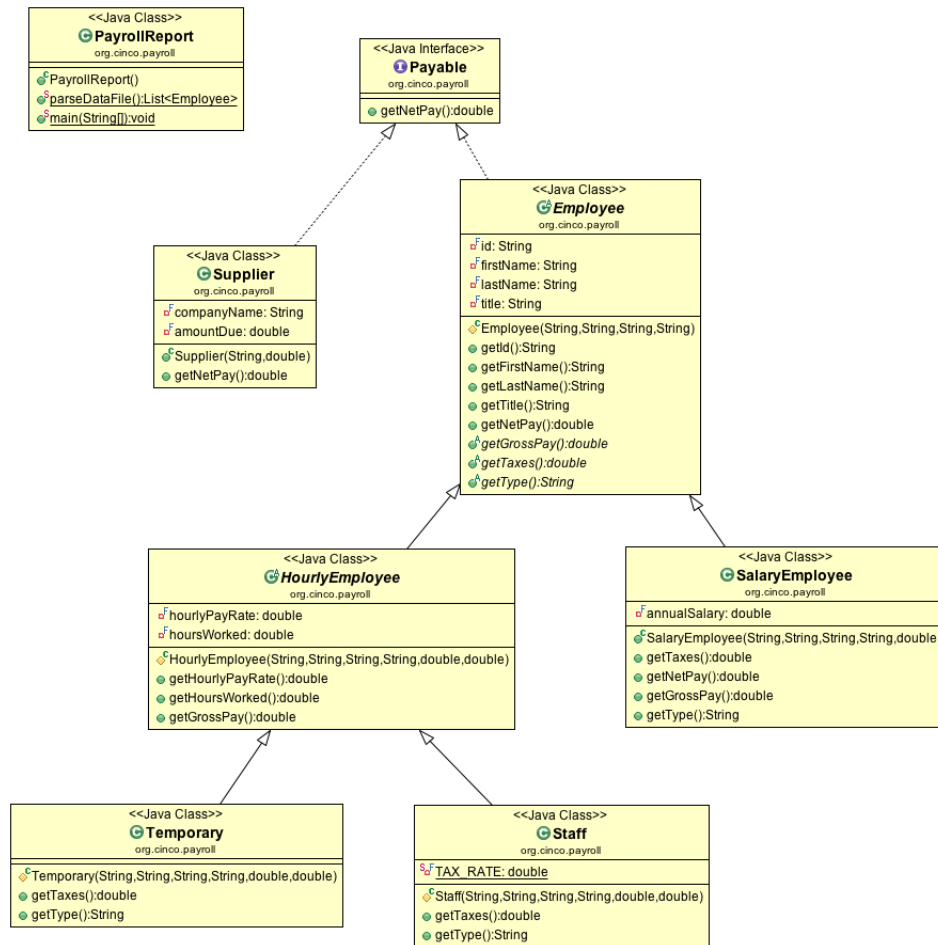 <<Java Class>>
PayrollReport
org.cinco.payroll
PayrollReport()
parseDataFile():List<Employee>
main(String[]):void
<<Java Interface>>
Payable
org.cinco.payroll
getNetPay():double
<<Java Class>>
Employee
org.cinco.payroll
id: String
firstName: String
lastName: String
title: String
Employee(String,String,String,String)
getId():String
getFirstName():String
getLastName():String
getTitle():String
getNetPay():double
getGrossPay():double
getTaxes():double
getType():String
<<Java Class>>
Supplier
org.cinco.payroll
companyName: String
amountDue: double
Supplier(String,double)
getNetPay():double
<<Java Class>>
HourlyEmployee
org.cinco.payroll
hourlyPayRate: double
hoursWorked: double
HourlyEmployee(String,String,String,String,double,double)
getHourlyPayRate():double
getHoursWorked():double
getGrossPay():double
<<Java Class>>
SalaryEmployee
org.cinco.payroll
annualSalary: double
SalaryEmployee(String,String,String,String,double
getTaxes():double
getNetPay():double
getGrossPay():double
getType():String
<<Java Class>>
Temporary
org.cinco.payroll
Temporary(String,String,String,String,double,double)
getTaxes():double
getType():String
<<Java Class>>
Staff
org.cinco.payroll
TAX_RATE: double
Staff(String,String,String,String,double,double)
getTaxes():double
getType():String